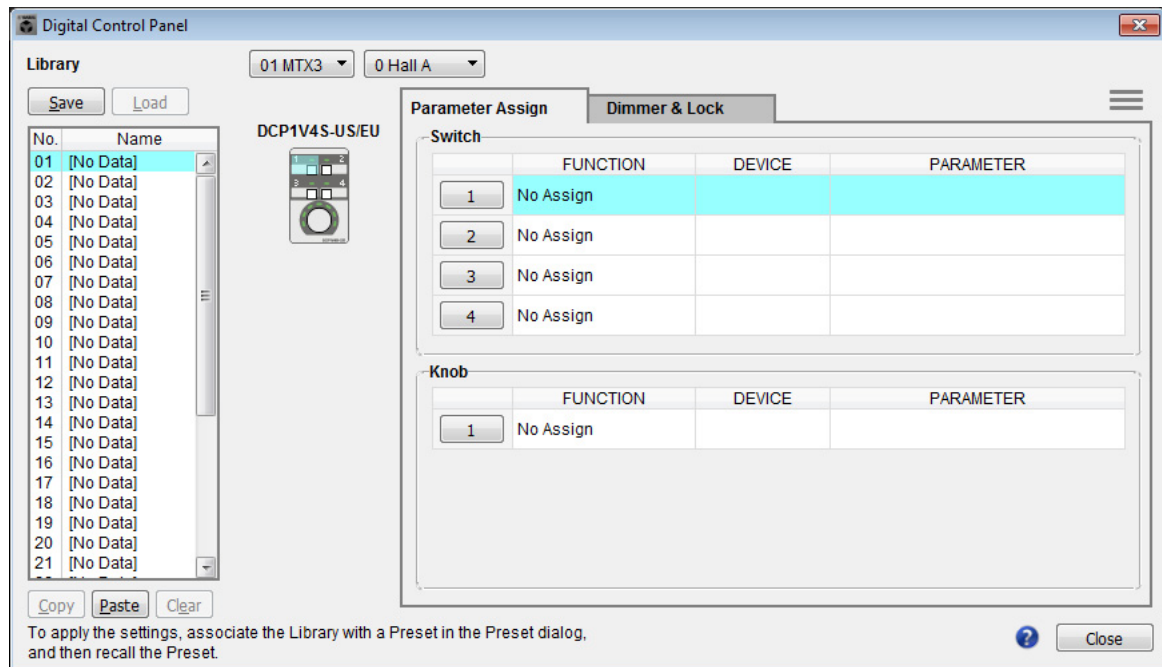 Digital Control Panel
Library
01 MTX3
0 Hall A
Save
Load
No. Name
01 [No Data]
02 [No Data]
03 [No Data]
04 [No Data]
05 [No Data]
06 [No Data]
07 [No Data]
08 [No Data]
09 [No Data]
10 [No Data]
11 [No Data]
12 [No Data]
13 [No Data]
14 [No Data]
15 [No Data]
16 [No Data]
17 [No Data]
18 [No Data]
19 [No Data]
20 [No Data]
21 [No Data]
Copy
Paste
Clear
DCP1V4S-US/EU
1 2
3 4
Parameter Assign
Dimmer & Lock
Switch
FUNCTION DEVICE PARAMETER
1 No Assign
2 No Assign
3 No Assign
4 No Assign
Knob
FUNCTION DEVICE PARAMETER
1 No Assign
To apply the settings, associate the Library with a Preset in the Preset dialog,
and then recall the Preset.
?
Close